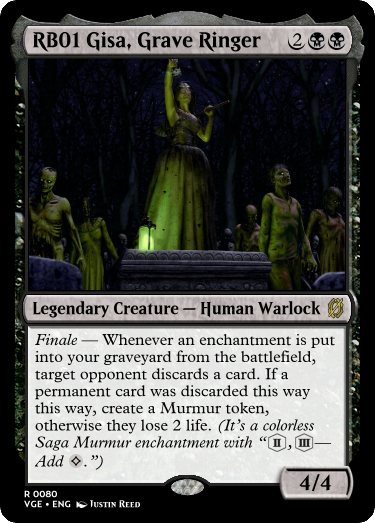 RB01 Gisa, Grave Ringer 2
Legendary Creature — Human Warlock
Finale — Whenever an enchantment is put
into your graveyard from the battlefield,
target opponent discards a card. If a
permanent card was discarded this way
this way, create a Murmur token,
otherwise they lose 2 life. (It's a colorless
Saga Murmur enchantment with “II, III—
Add .”)
4/4
R 0080
VGE • ENG Justin Reed